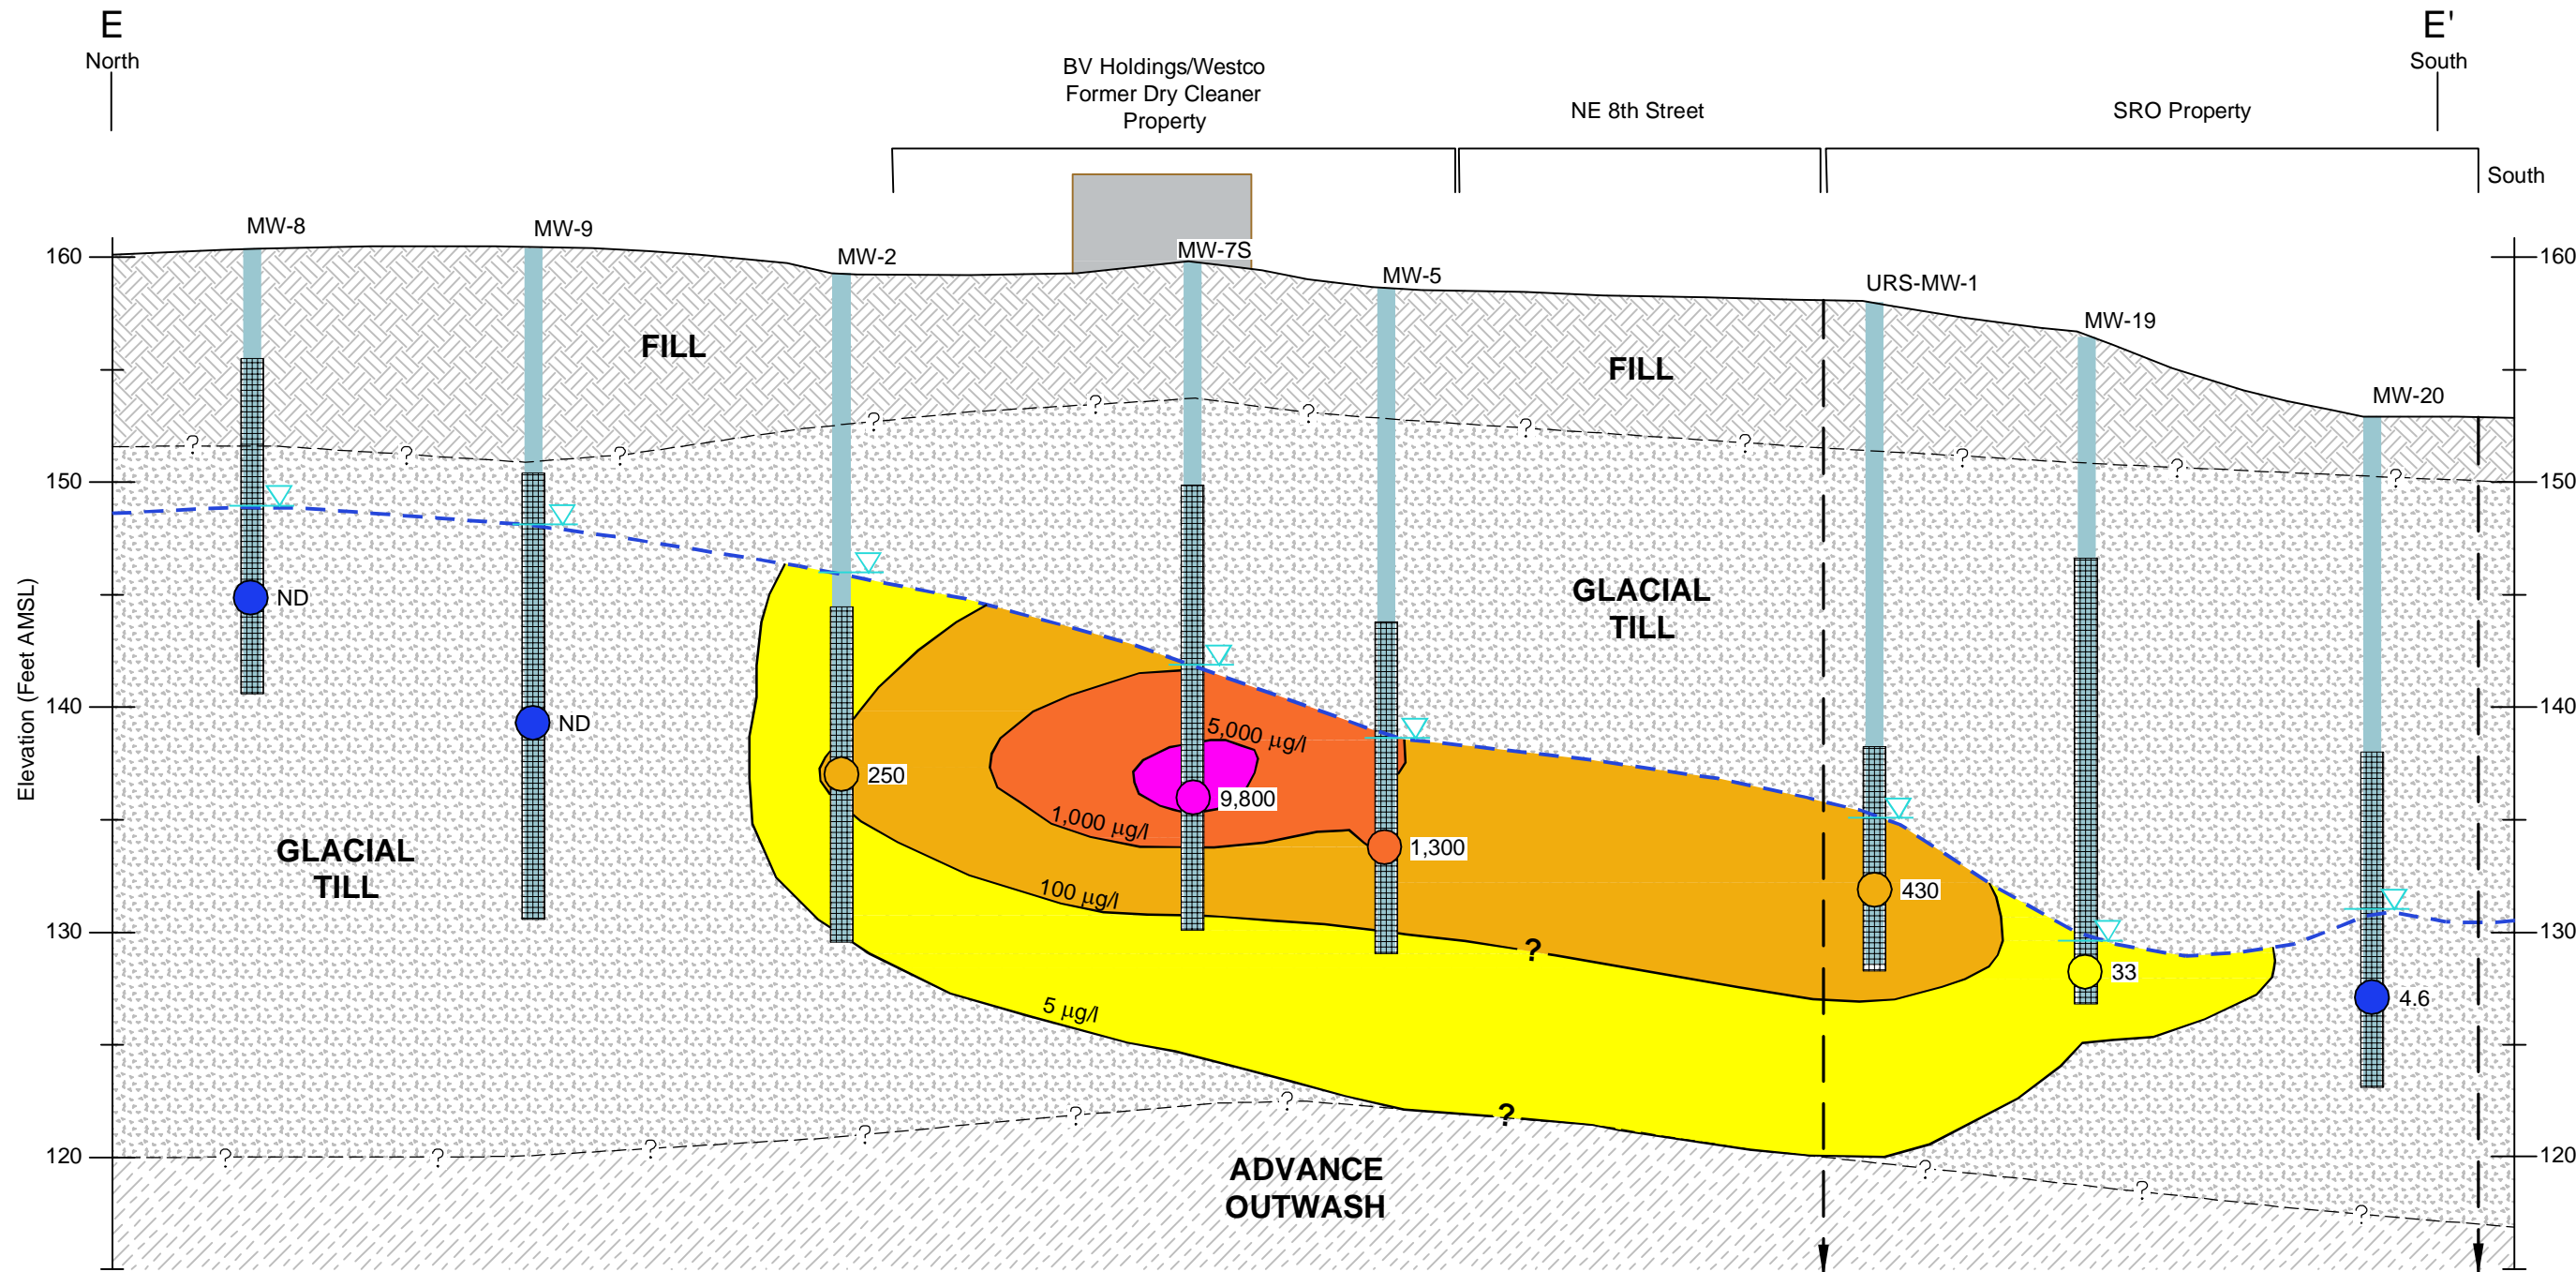 E
North
BV Holdings/Westco
Former Dry Cleaner
Property
NE 8th Street
SRO Property
E'
South
South
MW-8
MW-9
MW-2
MW-7S
MW-5
URS-MW-1
MW-19
MW-20
160
150
140
130
120
Elevation (Feet AMSL)
160
150
140
130
120
FILL
FILL
? ? ? ? ? ? ? ? ? ? ?
GLACIAL
TILL
GLACIAL
TILL
ND
ND
250
9,800
1,300
430
33
4.6
5,000 µg/l
1,000 µg/l
100 µg/l
?
5 µg/l
?
? ? ? ? ? ? ? ? ?
ADVANCE
OUTWASH